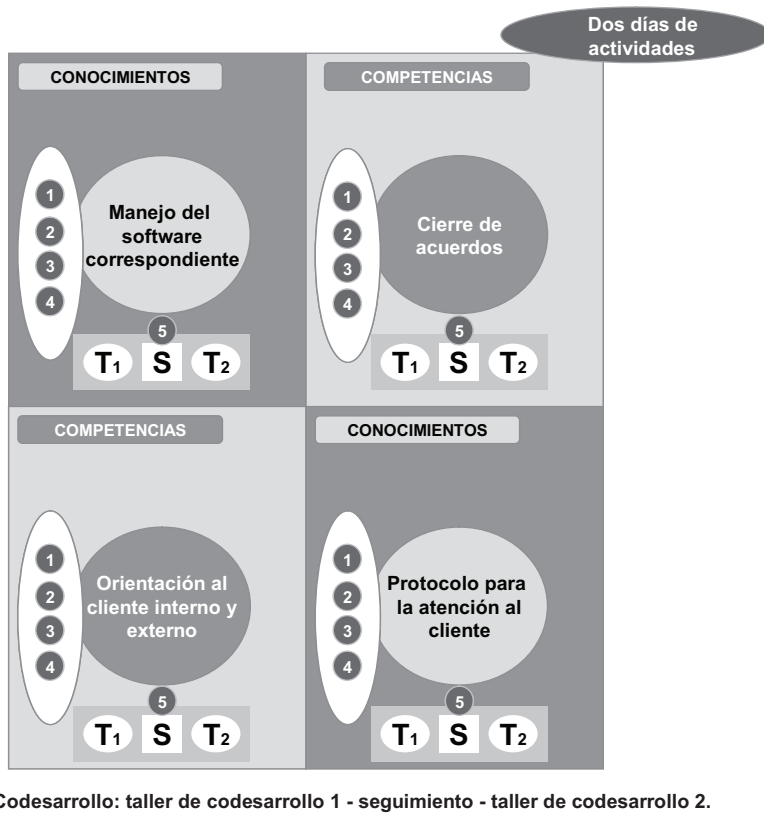 Dos días de
actividades
CONOCIMIENTOS
1
2
3
4
Manejo del
software
correspondiente
5
T1 S T2
COMPETENCIAS
1
2
3
4
Cierre de
acuerdos
5
T1 S T2
COMPETENCIAS
1
2
3
4
Orientación al
cliente interno y
externo
5
T1 S T2
CONOCIMIENTOS
1
2
3
4
Protocolo para
la atención al
cliente
5
T1 S T2
Codesarrollo: taller de codesarrollo 1 - seguimiento - taller de codesarrollo 2.